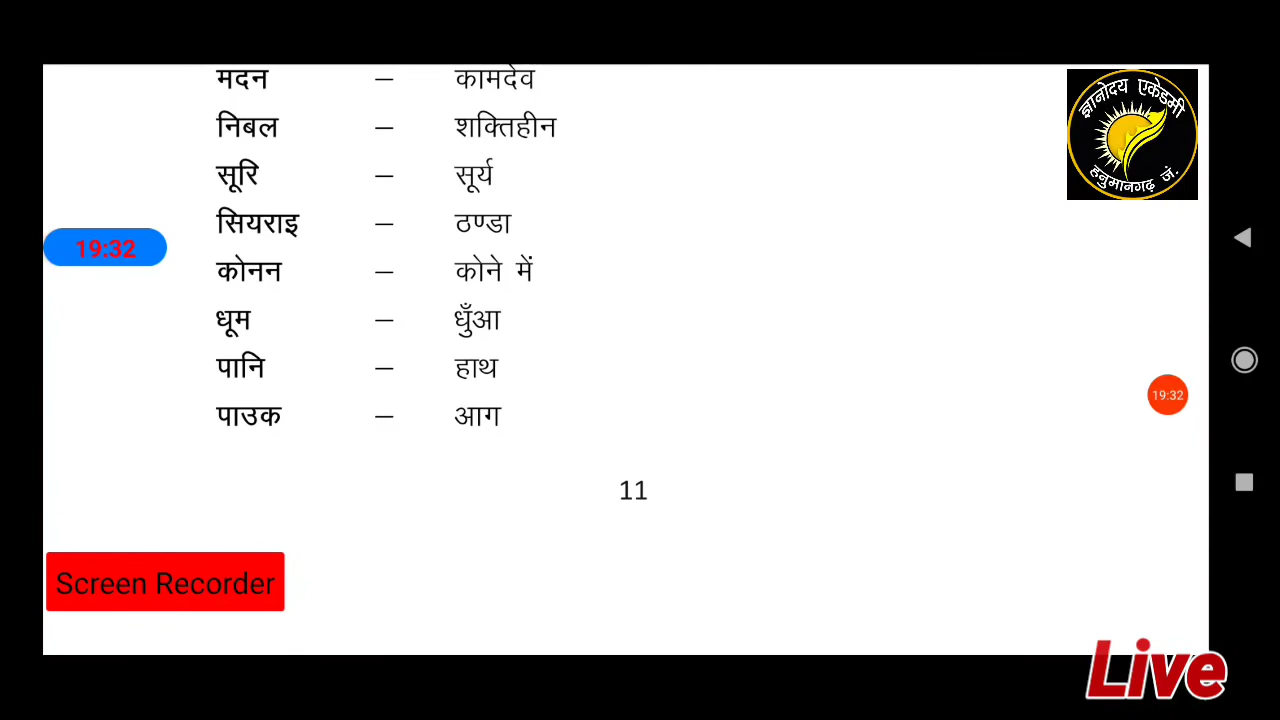 मदन – कामदेव
ज्ञानोदय एकेडमी
हनुमानगढ़ जं.
निबल – शक्तिहीन
सूरि – सूर्य
सियराइ – ठण्डा
19:32
कोनन – कोने में
धूम – धुँआ
पानि – हाथ
19:32
पाउक – आग
11
Screen Recorder
Live